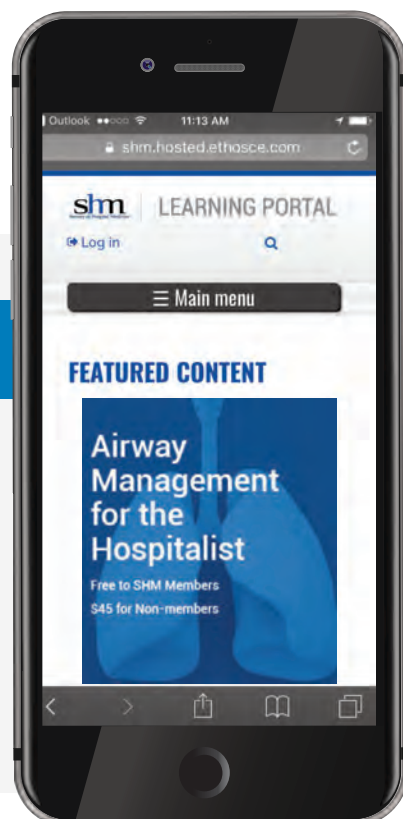 Outlook 11:13 AM
shm.hosted.ethosce.com
shm LEARNING PORTAL
Log in
Main menu
FEATURED CONTENT
Airway
Management
for the
Hospitalist
Free to SHM Members
$45 for Non-members